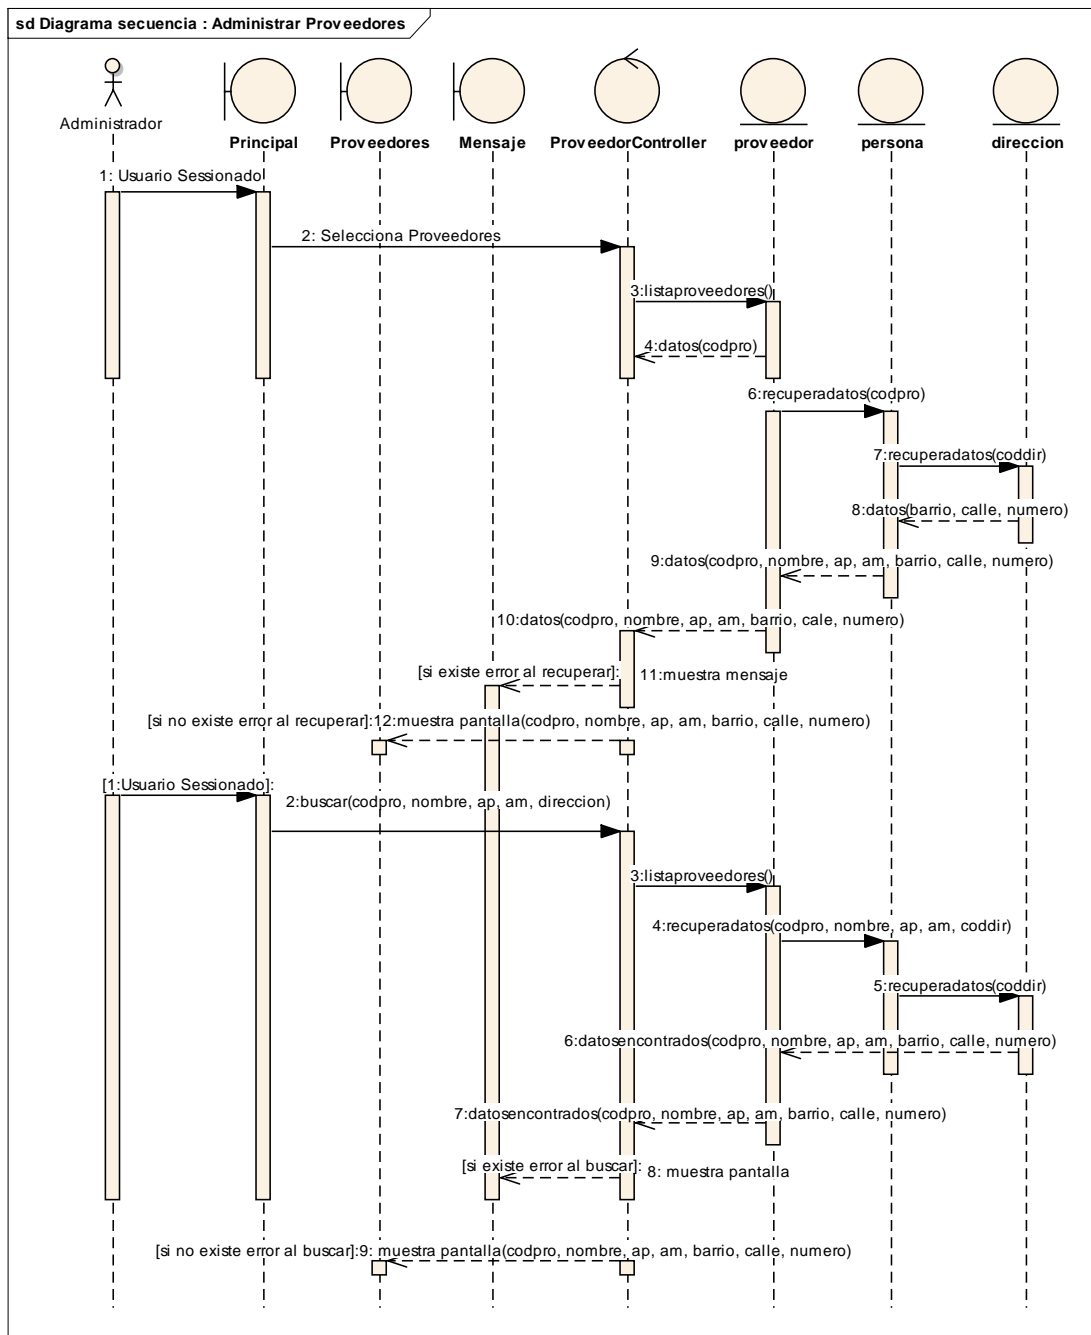 sd Diagrama secuencia : Administrar Proveedores
Administrador
Principal
Proveedores
Mensaje
ProveedorController
proveedor
persona
direccion
1: Usuario Sessionado
2: Selecciona Proveedores
3:listaproveedores()
4:datos(codpro)
6:recuperadatos(codpro)
7:recuperadatos(coddir)
8:datos(barrio, calle, numero)
9:datos(codpro, nombre, ap, am, barrio, calle, numero)
10:datos(codpro, nombre, ap, am, barrio, cale, numero)
[si existe error al recuperar]:
11:muestra mensaje
[si no existe error al recuperar]:12:muestra pantalla(codpro, nombre, ap, am, barrio, calle, numero)
[1:Usuario Sessionado]:
2:buscar(codpro, nombre, ap, am, direccion)
3:listaproveedores()
4:recuperadatos(codpro, nombre, ap, am, coddir)
5:recuperadatos(coddir)
6:datosencontrados(codpro, nombre, ap, am, barrio, calle, numero)
7:datosencontrados(codpro, nombre, ap, am, barrio, calle, numero)
[si existe error al buscar]:
8: muestra pantalla
[si no existe error al buscar]:9: muestra pantalla(codpro, nombre, ap, am, barrio, calle, numero)